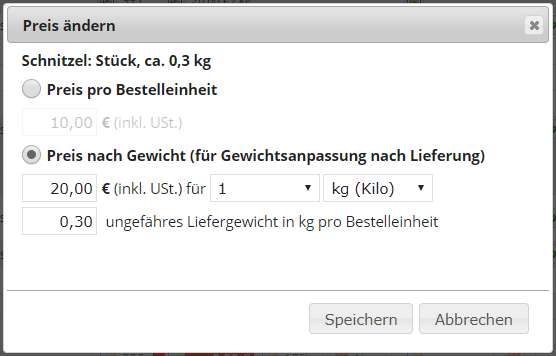 Preis ändern
Schnitzel: Stück, ca. 0,3 kg
Preis pro Bestelleinheit
10,00 € (inkl. USt.)
Preis nach Gewicht (für Gewichtsanpassung nach Lieferung)
20,00 € (inkl. USt.) für 1 kg (Kilo)
0,30 ungefähres Liefergewicht in kg pro Bestelleinheit
Speichern Abbrechen